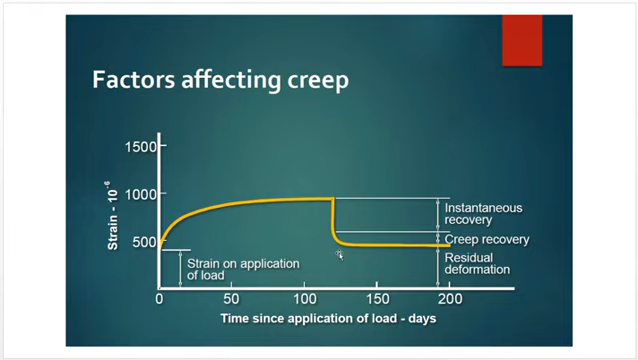 Factors affecting creep
1500
1000
500
Strain - 10⁻⁶
Instantaneous
recovery
Creep recovery
Residual
deformation
Strain on application
of load
0 50 100 150 200
Time since application of load - days